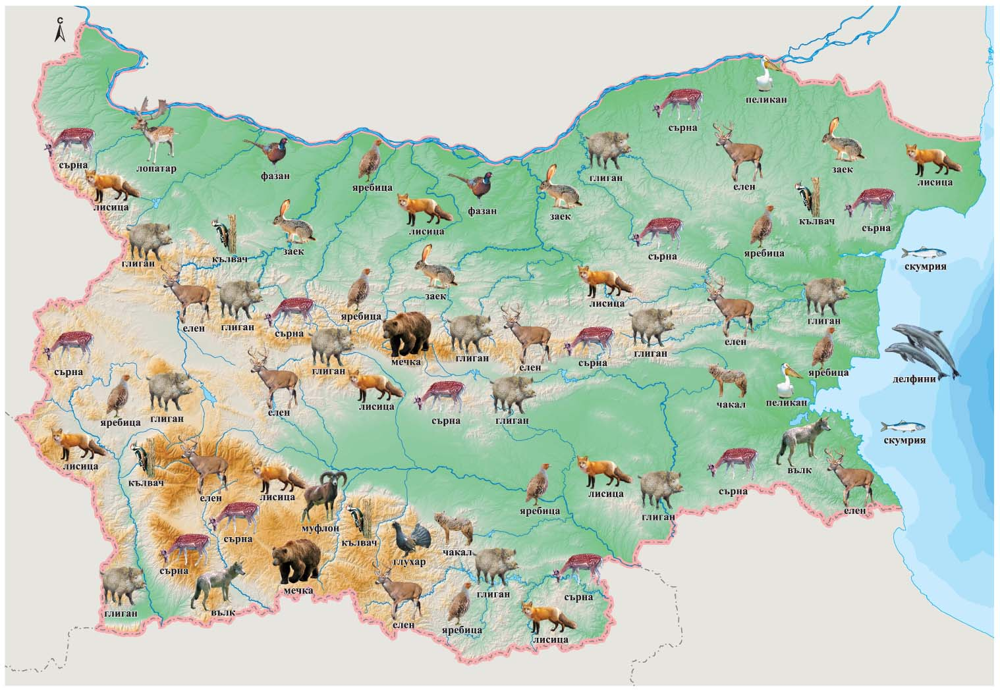 С
пеликан
сърна
сърна
лопатар
фазан
яребица
глиган
елен
заек
лисица
лисица
фазан
заек
кълвач
сърна
лисица
глиган
кълвач
заек
сърна
яребица
скумрия
заек
лисица
елен
глиган
сърна
яребица
глиган
елен
глиган
сърна
глиган
мечка
глиган
елен
сърна
глиган
яребица
делфини
яребица
глиган
елен
лисица
сърна
глиган
чакал
пеликан
скумрия
лисица
кълвач
елен
лисица
вълк
сърна
елен
муфлон
яребица
лисица
глиган
сърна
кълвач
глухар
чакал
сърна
мечка
глиган
сърна
глиган
вълк
елен
яребица
лисица